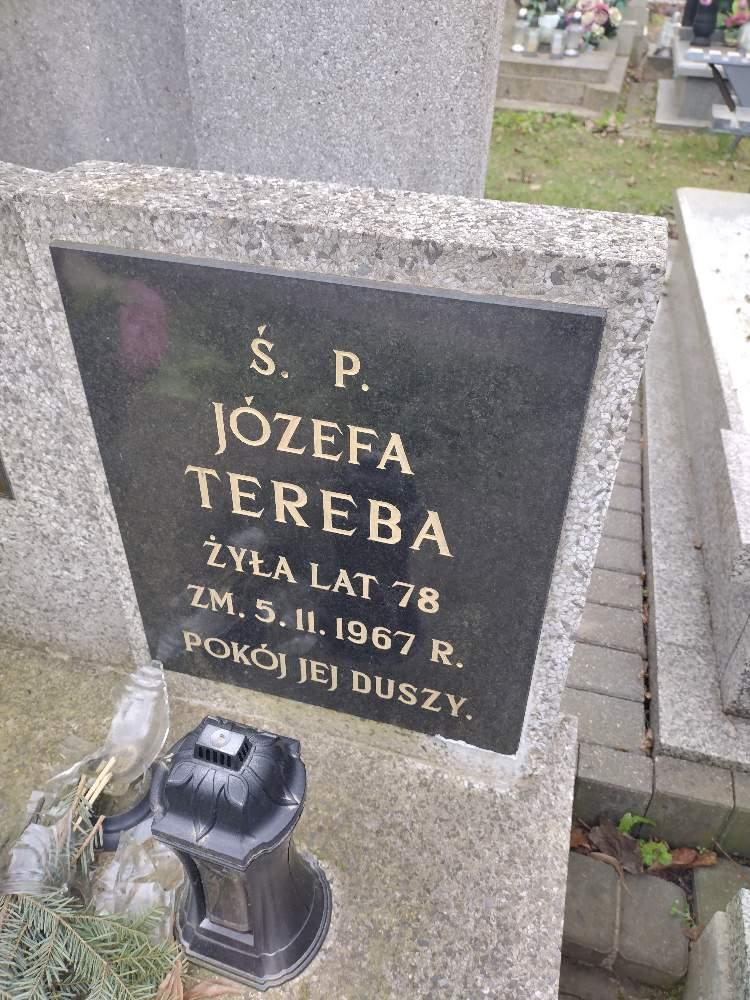 Ś. P.
JÓZEFA
TEREBA
ŻYŁA LAT 78
ZM. 5.11.1967 R.
POKÓJ JEJ DUSZY.